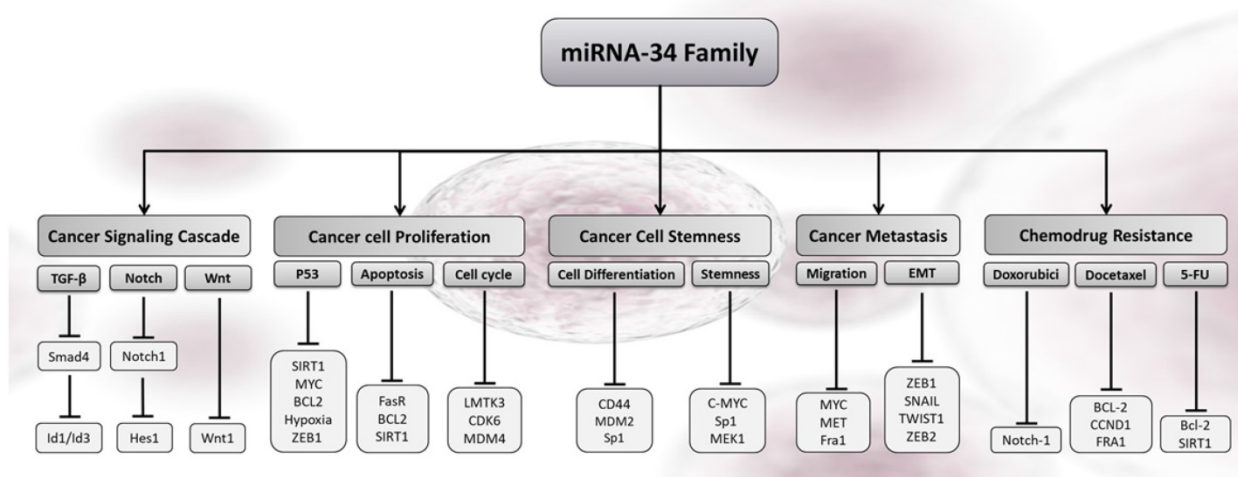 miRNA-34 Family
Cancer Signaling Cascade
TGF-β
Notch
Wnt
Smad4
Notch1
Id1/Id3
Hes1
Wnt1
Cancer cell Proliferation
P53
Apoptosis
Cell cycle
SIRT1
MYC
BCL2
Hypoxia
ZEB1
FasR
BCL2
SIRT1
LMTK3
CDK6
MDM4
Cancer Cell Stemness
Cell Differentiation
Stemness
CD44
MDM2
Sp1
C-MYC
Sp1
MEK1
Cancer Metastasis
Migration
EMT
MYC
MET
Fra1
ZEB1
SNAIL
TWIST1
ZEB2
Chemodrug Resistance
Doxorubici
Docetaxel
5-FU
Notch-1
BCL-2
CCND1
FRA1
Bcl-2
SIRT1